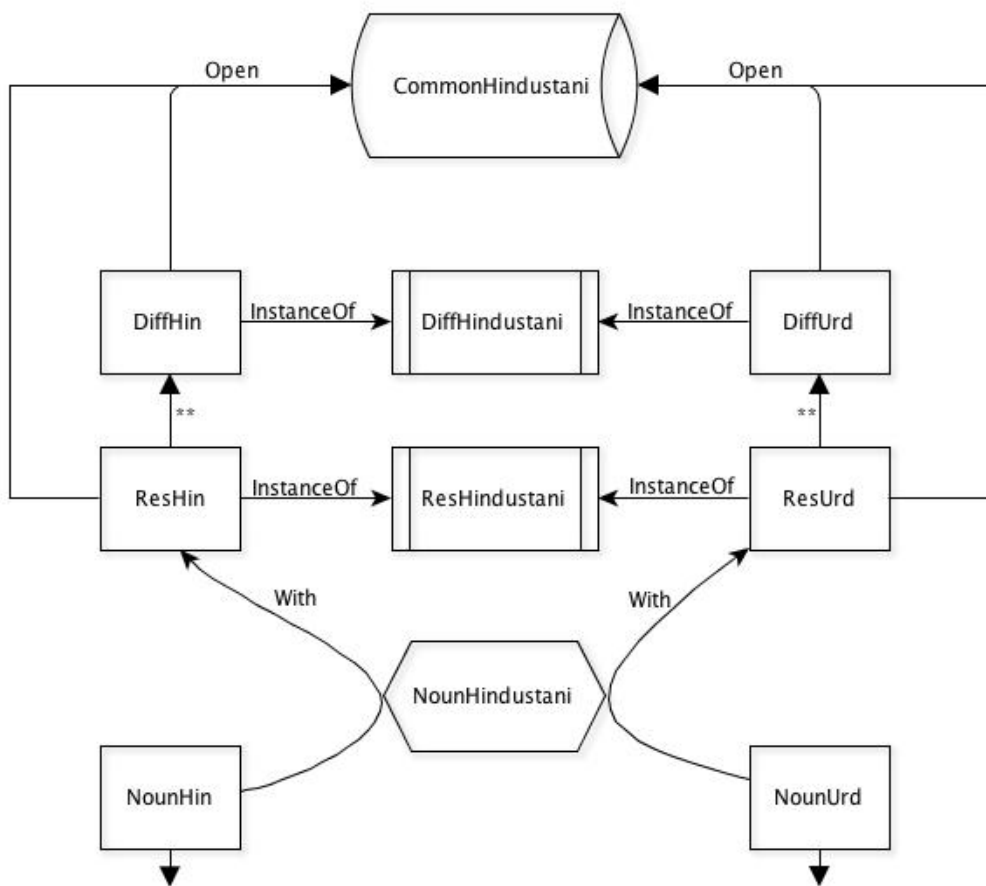 Open
CommonHindustani
Open
DiffHin
InstanceOf
DiffHindustani
InstanceOf
DiffUrd
**
**
ResHin
InstanceOf
ResHindustani
InstanceOf
ResUrd
With
With
NounHindustani
NounHin
NounUrd